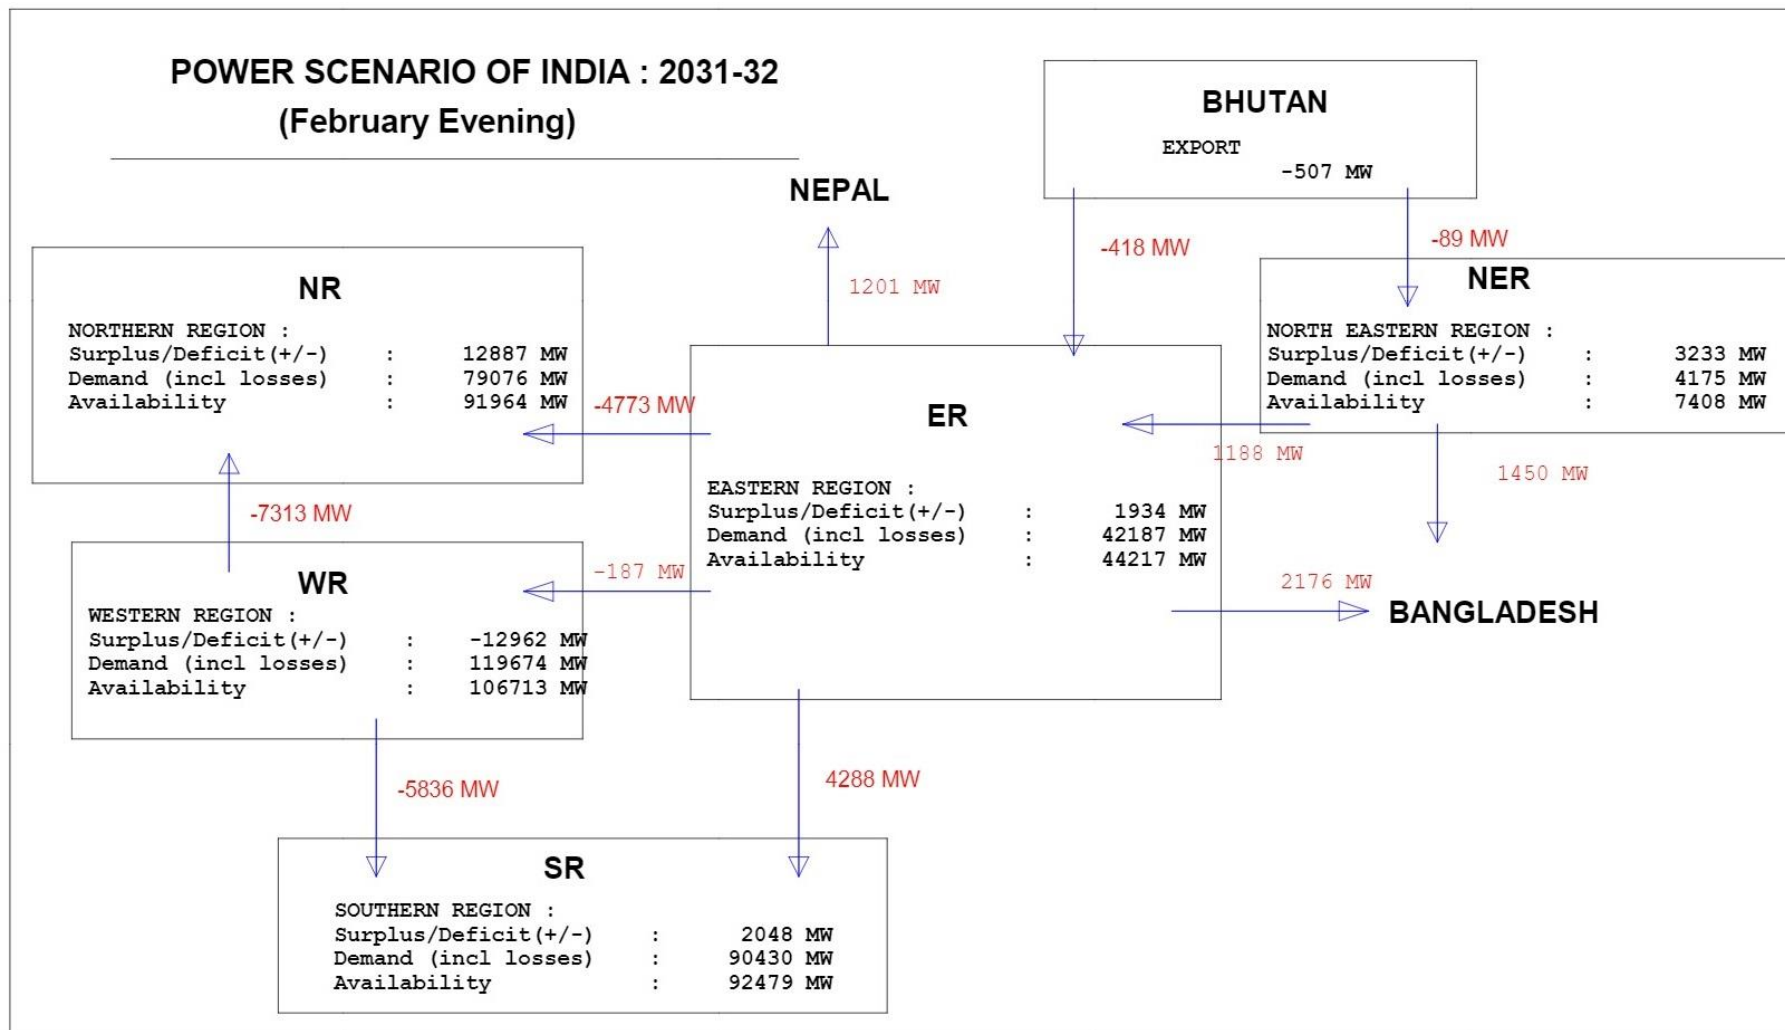 POWER SCENARIO OF INDIA : 2031-32
(February Evening)
BHUTAN
EXPORT
-507 MW
NEPAL
-418 MW
-89 MW
1201 MW
NR
NORTHERN REGION :
Surplus/Deficit(+/-) : 12887 MW
Demand (incl losses) : 79076 MW
Availability : 91964 MW
NER
NORTH EASTERN REGION :
Surplus/Deficit(+/-) : 3233 MW
Demand (incl losses) : 4175 MW
Availability : 7408 MW
-4773 MW
ER
EASTERN REGION :
Surplus/Deficit(+/-) : 1934 MW
Demand (incl losses) : 42187 MW
Availability : 44217 MW
1188 MW
1450 MW
-7313 MW
WR
WESTERN REGION :
Surplus/Deficit(+/-) : -12962 MW
Demand (incl losses) : 119674 MW
Availability : 106713 MW
-187 MW
2176 MW
BANGLADESH
-5836 MW
4288 MW
SR
SOUTHERN REGION :
Surplus/Deficit(+/-) : 2048 MW
Demand (incl losses) : 90430 MW
Availability : 92479 MW